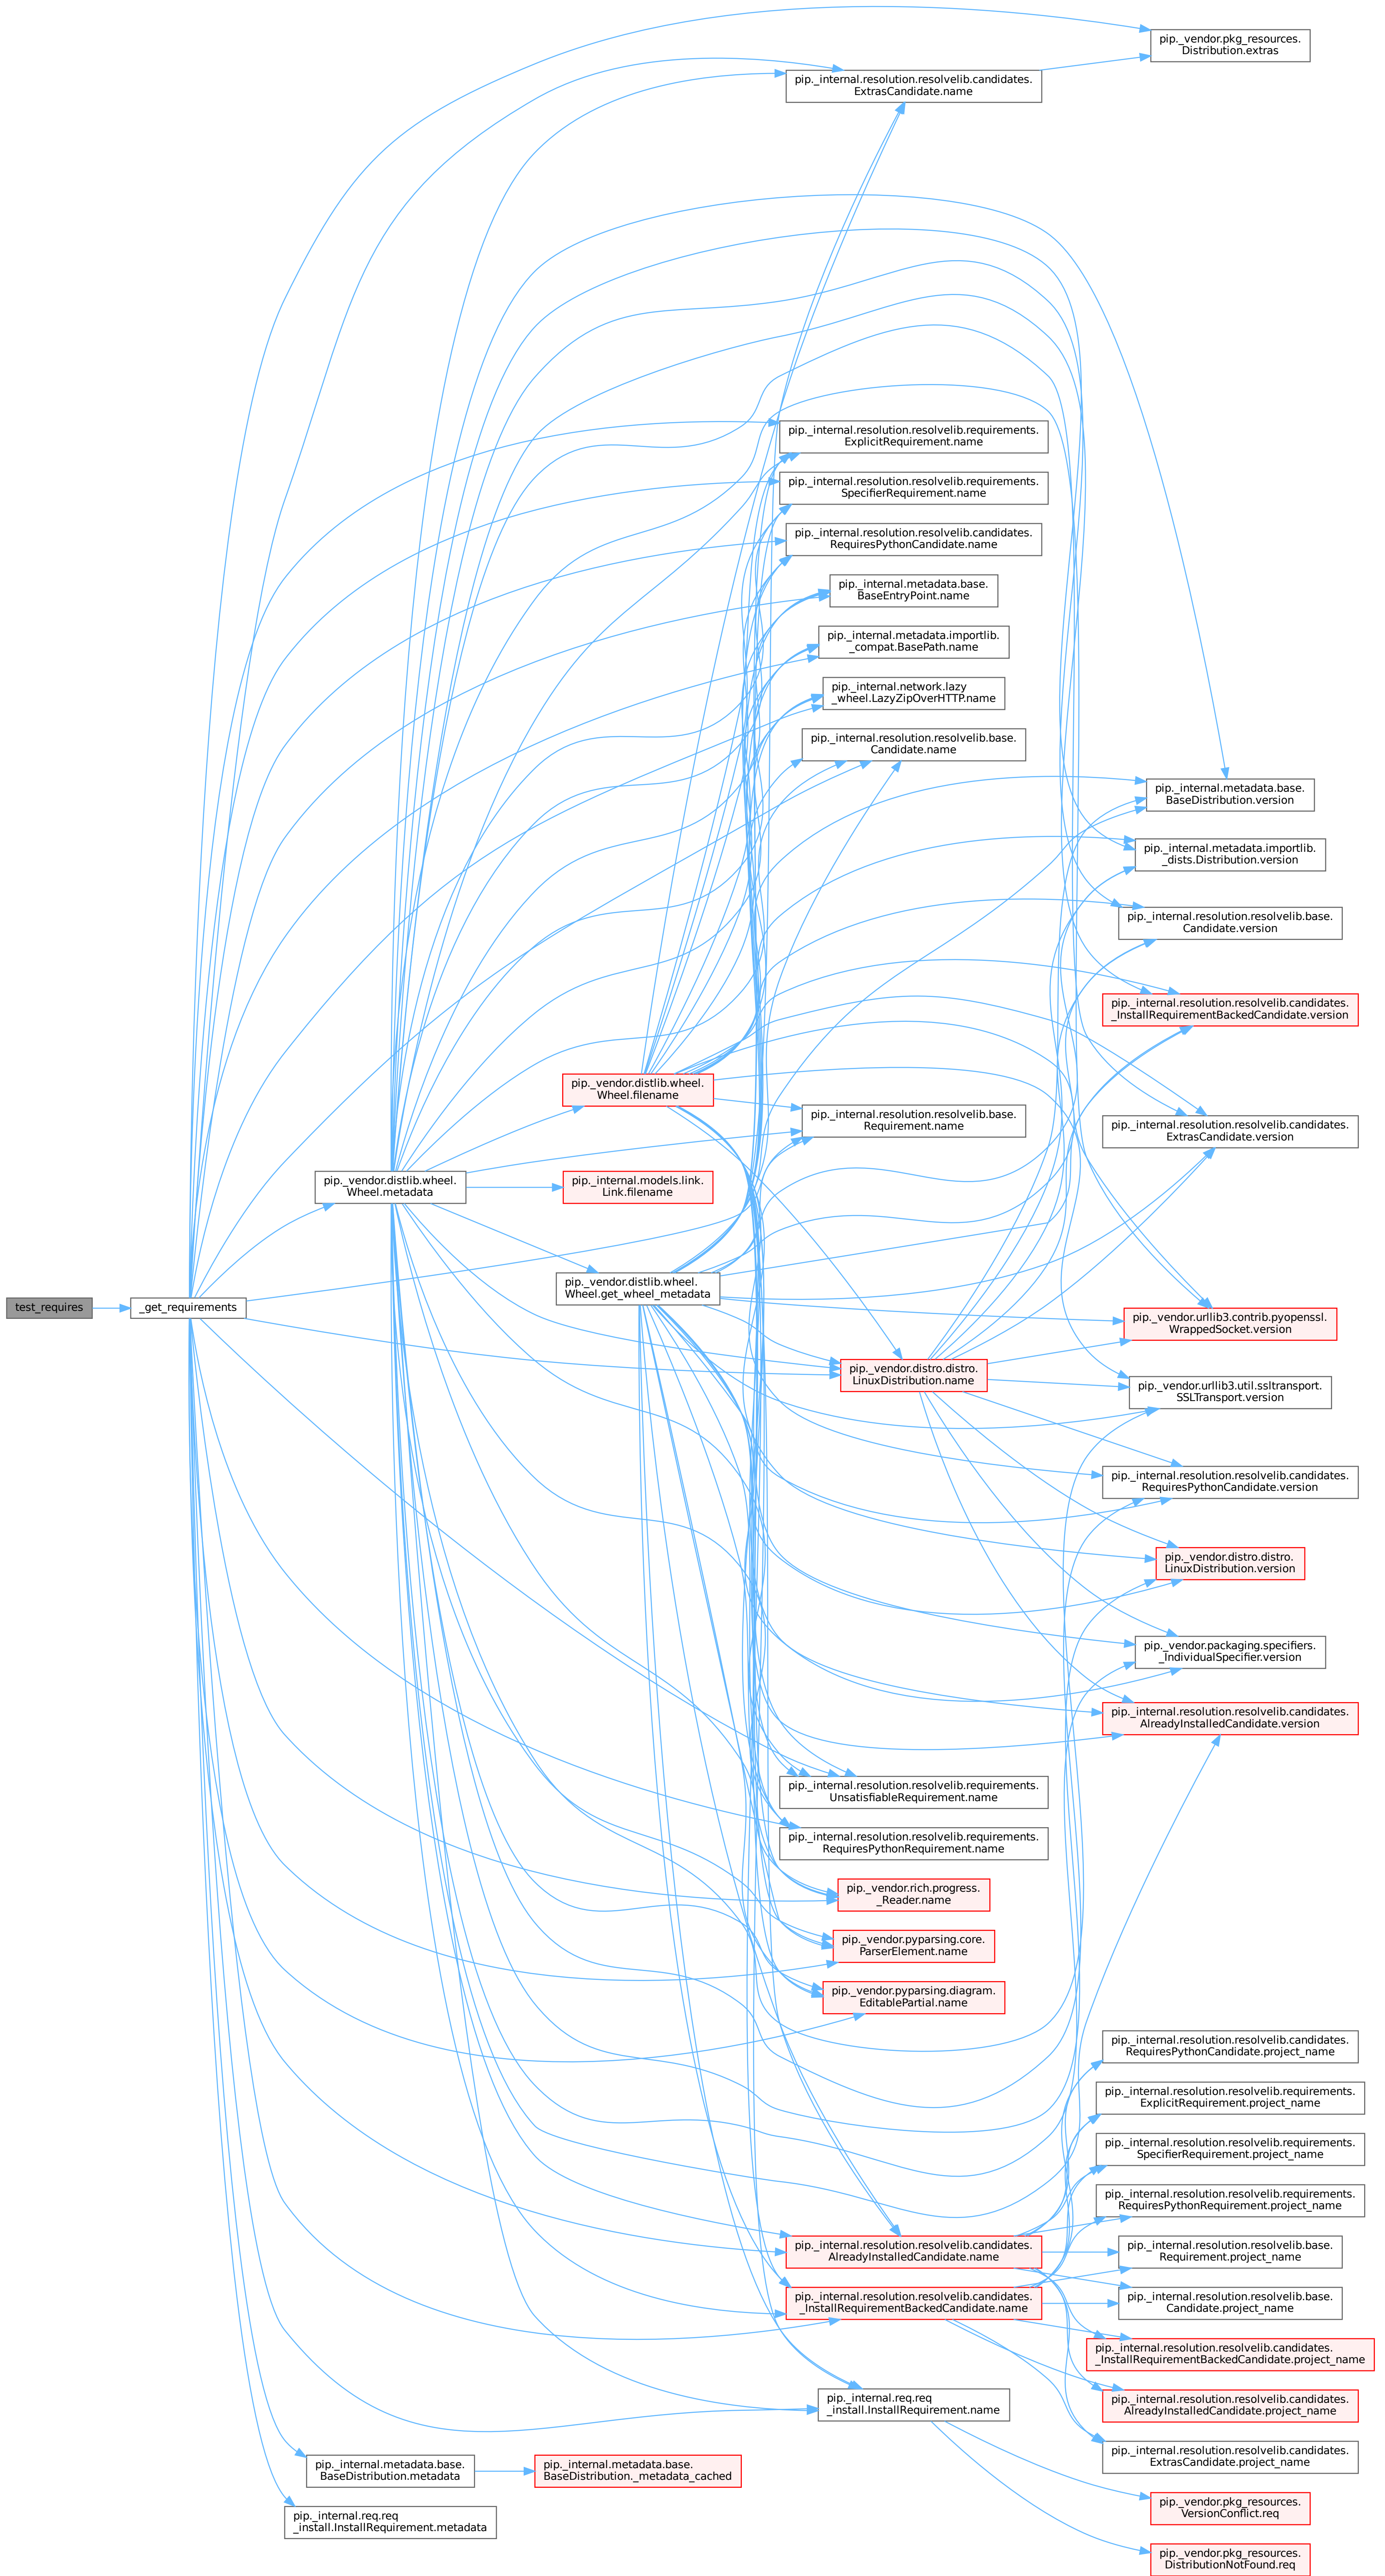 pip._vendor.pkg_resources.
Distribution.extras
pip._internal.resolution.resolvelib.candidates.
ExtrasCandidate.name
pip._internal.resolution.resolvelib.requirements.
ExplicitRequirement.name
pip._internal.resolution.resolvelib.requirements.
SpecifierRequirement.name
pip._internal.resolution.resolvelib.candidates.
RequiresPythonCandidate.name
pip._internal.metadata.base.
BaseEntryPoint.name
pip._internal.metadata.importlib.
_compat.BasePath.name
pip._internal.network.lazy
_wheel.LazyZipOverHTTP.name
pip._internal.resolution.resolvelib.base.
Candidate.name
pip._internal.metadata.base.
BaseDistribution.version
pip._internal.metadata.importlib.
_dists.Distribution.version
pip._internal.resolution.resolvelib.base.
Candidate.version
pip._internal.resolution.resolvelib.candidates.
_InstallRequirementBackedCandidate.version
pip._vendor.distlib.wheel.
Wheel.filename
pip._internal.resolution.resolvelib.base.
Requirement.name
pip._internal.resolution.resolvelib.candidates.
ExtrasCandidate.version
pip._vendor.distlib.wheel.
Wheel.metadata
pip._internal.models.link.
Link.filename
pip._vendor.distlib.wheel.
Wheel.get_wheel_metadata
test_requires
_get_requirements
pip._vendor.urllib3.contrib.pyopenssl.
WrappedSocket.version
pip._vendor.distro.distro.
LinuxDistribution.name
pip._vendor.urllib3.util.ssltransport.
SSLTransport.version
pip._internal.resolution.resolvelib.candidates.
RequiresPythonCandidate.version
pip._vendor.distro.distro.
LinuxDistribution.version
pip._vendor.packaging.specifiers.
_IndividualSpecifier.version
pip._internal.resolution.resolvelib.candidates.
AlreadyInstalledCandidate.version
pip._internal.resolution.resolvelib.requirements.
UnsatisfiableRequirement.name
pip._internal.resolution.resolvelib.requirements.
RequiresPythonRequirement.name
pip._vendor.rich.progress.
_Reader.name
pip._vendor.pyparsing.core.
ParserElement.name
pip._vendor.pyparsing.diagram.
EditablePartial.name
pip._internal.resolution.resolvelib.candidates.
RequiresPythonCandidate.project_name
pip._internal.resolution.resolvelib.requirements.
ExplicitRequirement.project_name
pip._internal.resolution.resolvelib.requirements.
SpecifierRequirement.project_name
pip._internal.resolution.resolvelib.requirements.
RequiresPythonRequirement.project_name
pip._internal.resolution.resolvelib.candidates.
AlreadyInstalledCandidate.name
pip._internal.resolution.resolvelib.base.
Requirement.project_name
pip._internal.resolution.resolvelib.candidates.
_InstallRequirementBackedCandidate.name
pip._internal.resolution.resolvelib.base.
Candidate.project_name
pip._internal.resolution.resolvelib.candidates.
_InstallRequirementBackedCandidate.project_name
pip._internal.req.req
_install.InstallRequirement.name
pip._internal.resolution.resolvelib.candidates.
AlreadyInstalledCandidate.project_name
pip._internal.resolution.resolvelib.candidates.
ExtrasCandidate.project_name
pip._internal.metadata.base.
BaseDistribution.metadata
pip._internal.metadata.base.
BaseDistribution._metadata_cached
pip._vendor.pkg_resources.
VersionConflict.req
pip._internal.req.req
_install.InstallRequirement.metadata
pip._vendor.pkg_resources.
DistributionNotFound.req